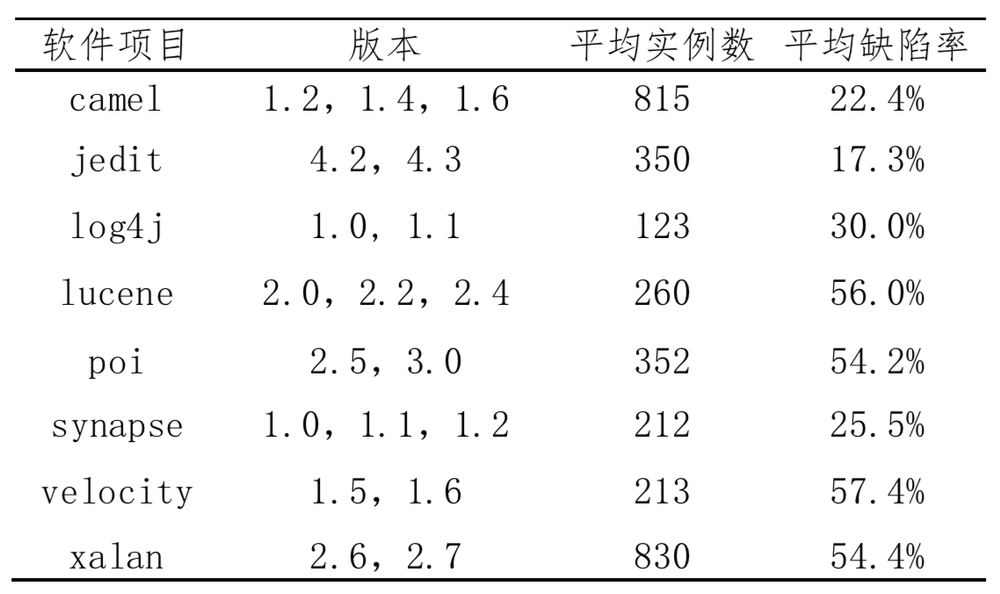 软件项目 版本 平均实例数 平均缺陷率
camel 1.2, 1.4, 1.6 815 22.4%
jedit 4.2, 4.3 350 17.3%
log4j 1.0, 1.1 123 30.0%
lucene 2.0, 2.2, 2.4 260 56.0%
poi 2.5, 3.0 352 54.2%
synapse 1.0, 1.1, 1.2 212 25.5%
velocity 1.5, 1.6 213 57.4%
xalan 2.6, 2.7 830 54.4%